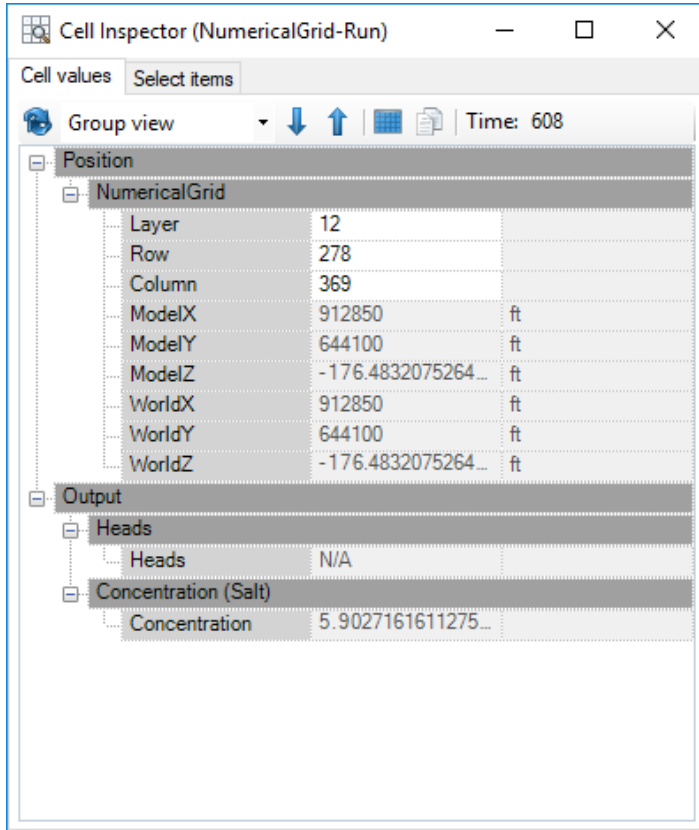 Cell Inspector (NumericalGrid-Run)
Cell values Select items
Group view Time: 608
Position
NumericalGrid
Layer 12
Row 278
Column 369
ModelX 912850 ft
ModelY 644100 ft
ModelZ -176.4832075264... ft
WorldX 912850 ft
WorldY 644100 ft
WorldZ -176.4832075264... ft
Output
Heads
Heads N/A
Concentration (Salt)
Concentration 5.9027161611275...